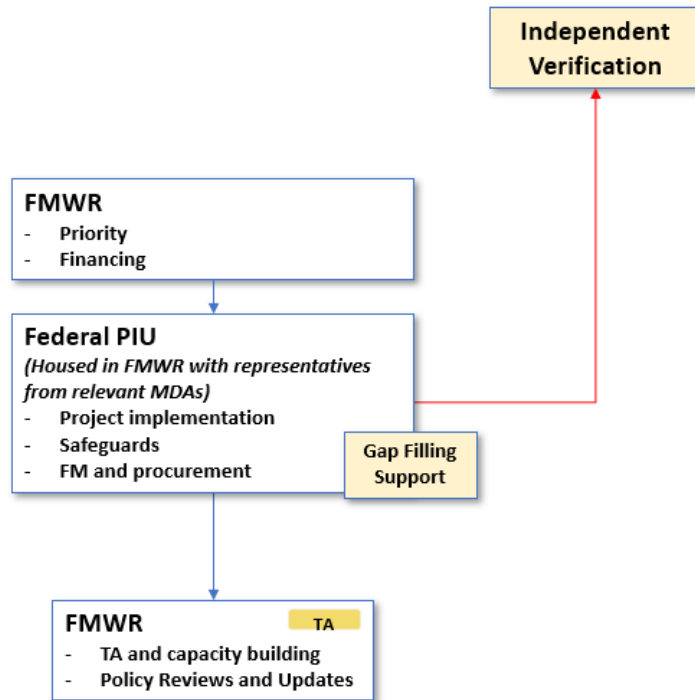 Independent
Verification
FMWR
- Priority
- Financing
Federal PIU
(Housed in FMWR with representatives
from relevant MDAs)
- Project implementation
- Safeguards
- FM and procurement
Gap Filling
Support
FMWR
TA
- TA and capacity building
- Policy Reviews and Updates